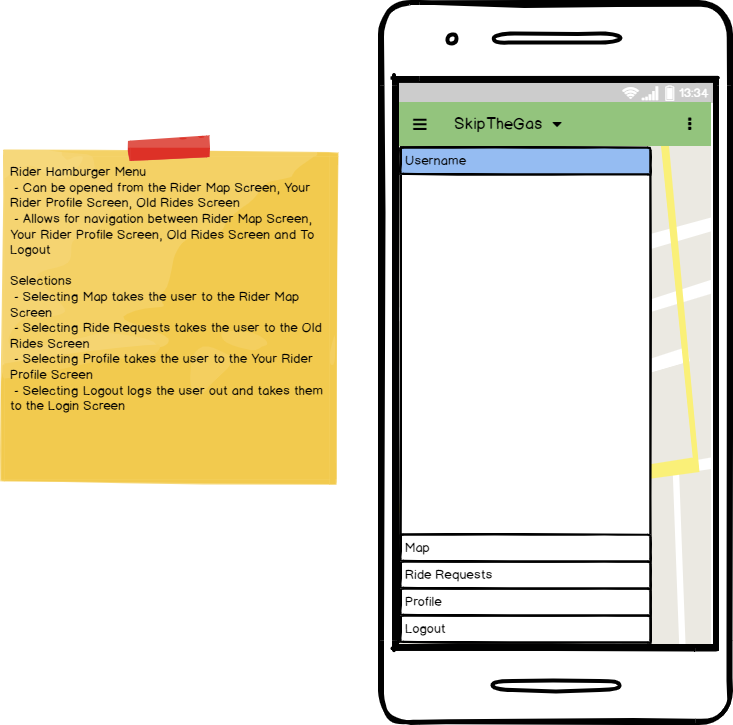 Rider Hamburger Menu
- Can be opened from the Rider Map Screen, Your
Rider Profile Screen, Old Rides Screen
- Allows for navigation between Rider Map Screen,
Your Rider Profile Screen, Old Rides Screen and To
Logout
Selections
- Selecting Map takes the user to the Rider Map
Screen
- Selecting Ride Requests takes the user to the Old
Rides Screen
- Selecting Profile takes the user to the Your Rider
Profile Screen
- Selecting Logout logs the user out and takes them
to the Login Screen
13:34
SkipTheGas
Username
Map
Ride Requests
Profile
Logout